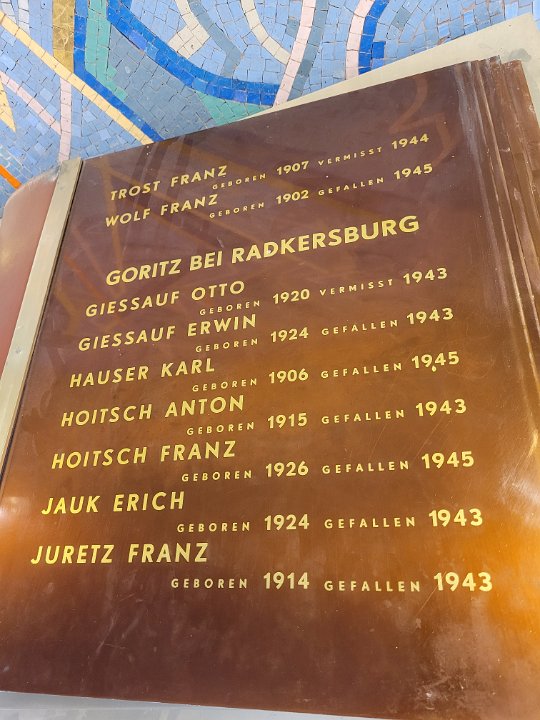 TROST FRANZ
GEBOREN 1907 VERMISST 1944
WOLF FRANZ
GEBOREN 1902 GEFALLEN 1945
GORITZ BEI RADKERSBURG
GIESSAUF OTTO
GEBOREN 1920 VERMISST 1943
GIESSAUF ERWIN
GEBOREN 1924 GEFALLEN 1943
HAUSER KARL
GEBOREN 1906 GEFALLEN 1945
HOITSCH ANTON
GEBOREN 1915 GEFALLEN 1943
HOITSCH FRANZ
GEBOREN 1926 GEFALLEN 1945
JAUK ERICH
GEBOREN 1924 GEFALLEN 1943
JURETZ FRANZ
GEBOREN 1914 GEFALLEN 1943